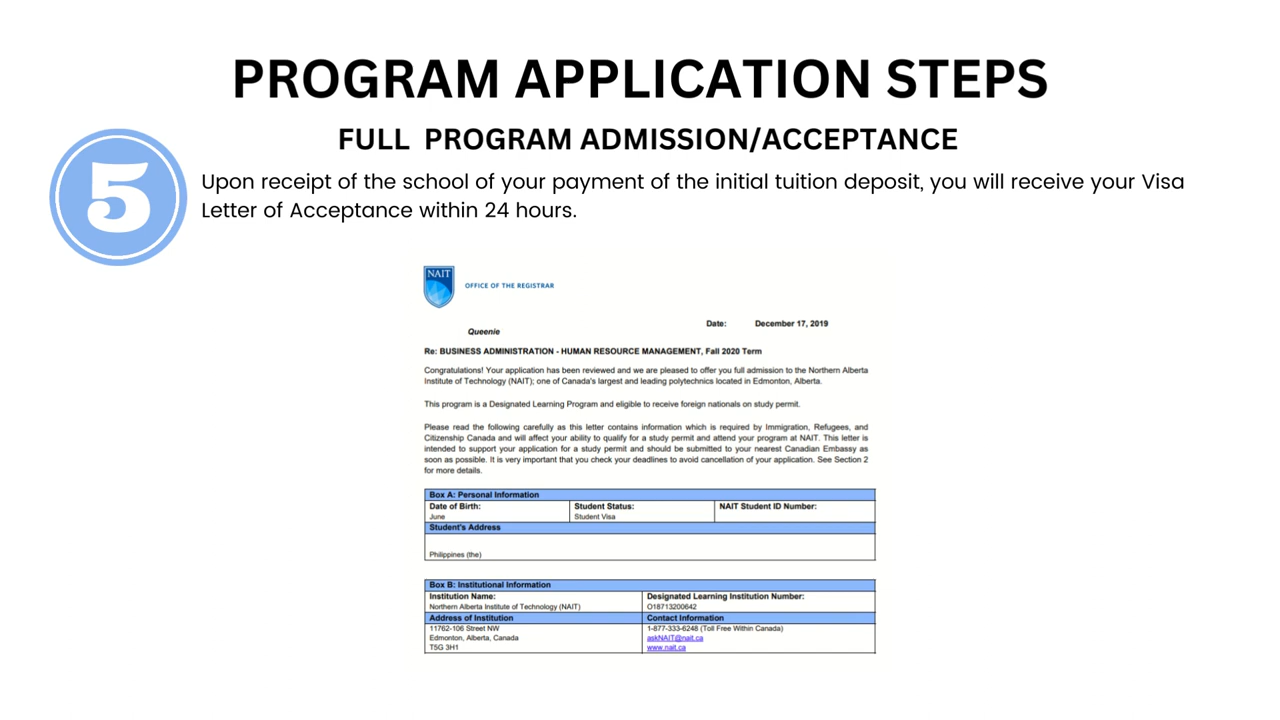 PROGRAM APPLICATION STEPS
FULL PROGRAM ADMISSION/ACCEPTANCE
5
Upon receipt of the school of your payment of the initial tuition deposit, you will receive your Visa
Letter of Acceptance within 24 hours.
NAIT
OFFICE OF THE REGISTRAR
Date: December 17, 2019
Queenie
Re: BUSINESS ADMINISTRATION - HUMAN RESOURCE MANAGEMENT, Fall 2020 Term
Congratulations! Your application has been reviewed and we are pleased to offer you full admission to the Northern Alberta
Institute of Technology (NAIT); one of Canada's largest and leading polytechnics located in Edmonton, Alberta.
This program is a Designated Learning Program and eligible to receive foreign nationals on study permit.
Please read the following carefully as this letter contains information which is required by Immigration, Refugees, and
Citizenship Canada and will affect your ability to qualify for a study permit and attend your program at NAIT. This letter is
intended to support your application for a study permit and should be submitted to your nearest Canadian Embassy as
soon as possible. It is very important that you check your deadlines to avoid cancellation of your application. See Section 2
for more details.
Box A: Personal Information
Date of Birth: Student Status: NAIT Student ID Number:
June Student Visa
Student's Address
Philippines (the)
Box B: Institutional Information
Institution Name: Designated Learning Institution Number:
Northern Alberta Institute of Technology (NAIT) O18713200642
Address of Institution Contact Information
11762-106 Street NW 1-877-333-6248 (Toll Free Within Canada)
Edmonton, Alberta, Canada askNAIT@nait.ca
T5G 3H1 www.nait.ca